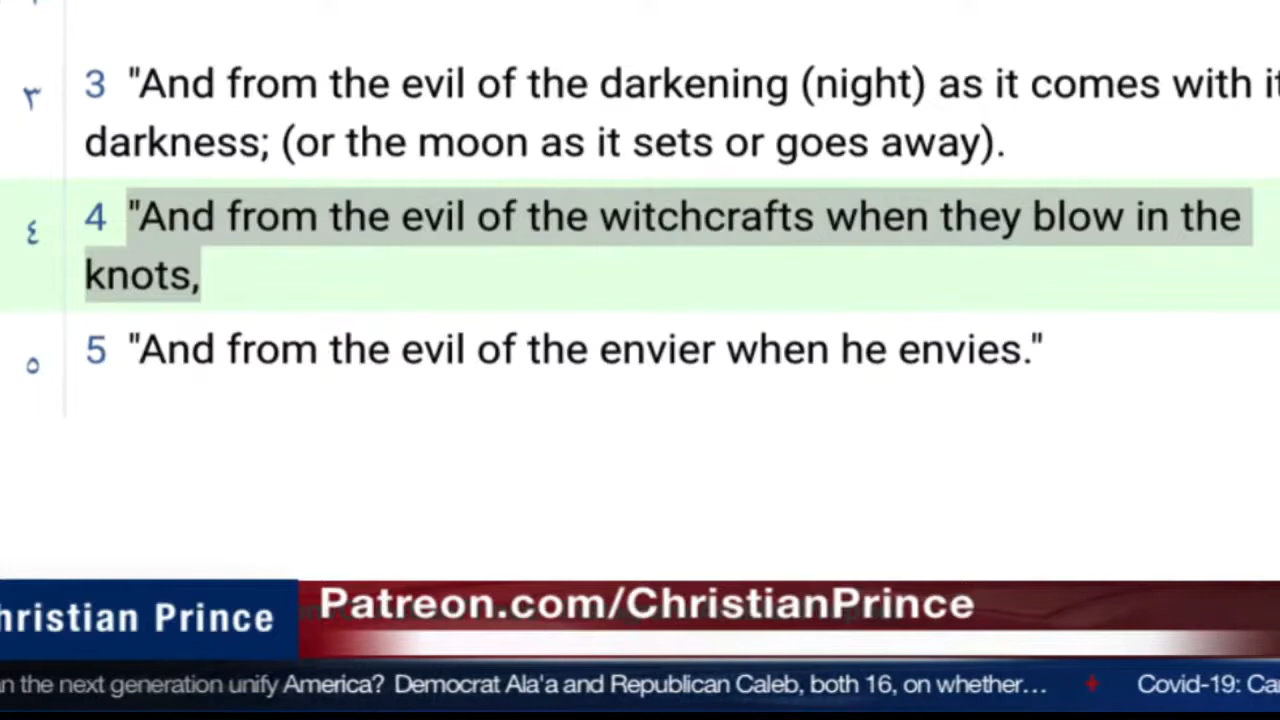 ٣ 3 "And from the evil of the darkening (night) as it comes with
darkness; (or the moon as it sets or goes away).
٤ 4 "And from the evil of the witchcrafts when they blow in the
knots,
٥ 5 "And from the evil of the envier when he envies."
hristian Prince
Patreon.com/ChristianPrince
the next generation unify America? Democrat Ala'a and Republican Caleb, both 16, on whether... Covid-19: